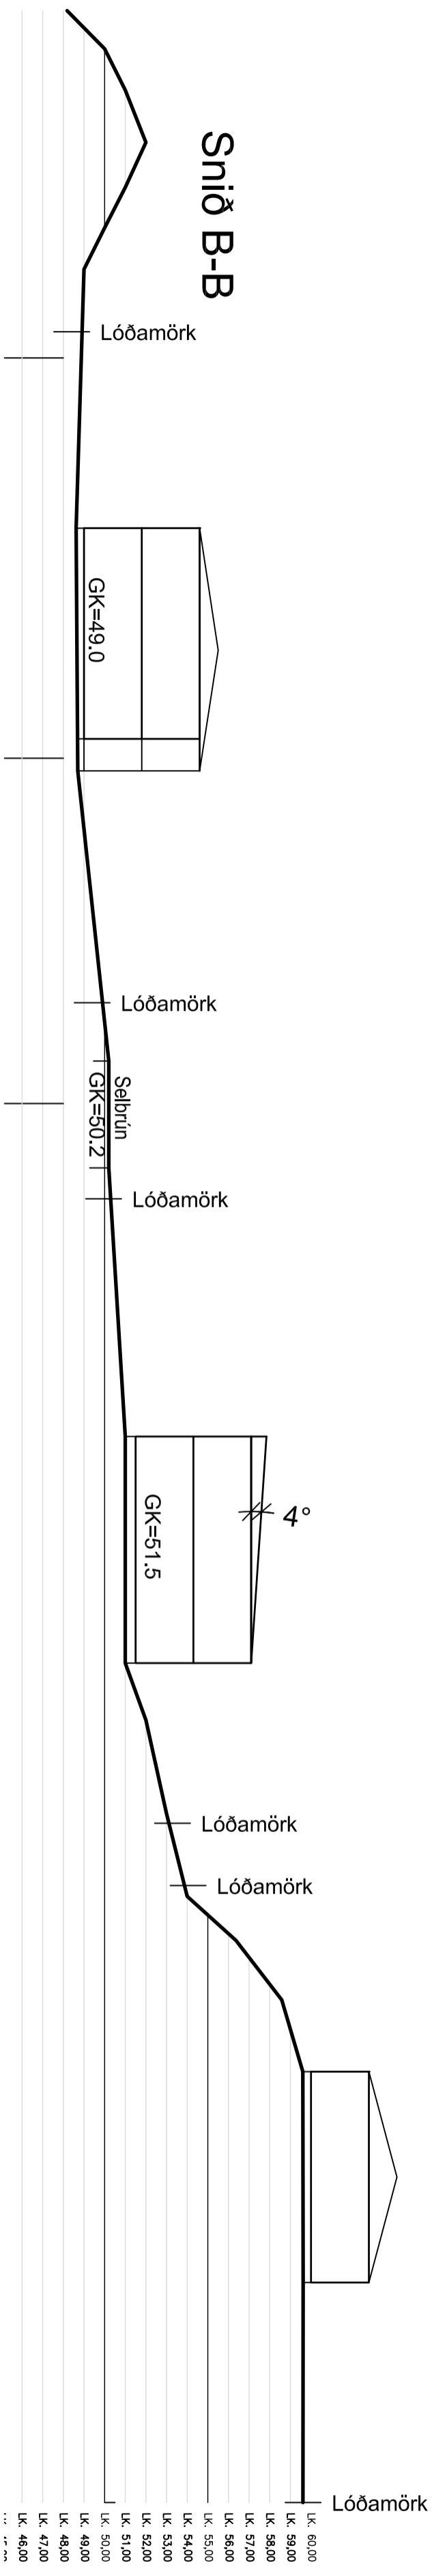 Snið B-B
Lóðamörk
GK=49.0
Lóðamörk
Selbrún
GK=50.2
Lóðamörk
4°
GK=51.5
Lóðamörk
Lóðamörk
Lóðamörk
LK. 60,00
LK. 59,00
LK. 58,00
LK. 57,00
LK. 56,00
LK. 55,00
LK. 54,00
LK. 53,00
LK. 52,00
LK. 51,00
LK. 50,00
LK. 49,00
LK. 48,00
LK. 47,00
LK. 46,00